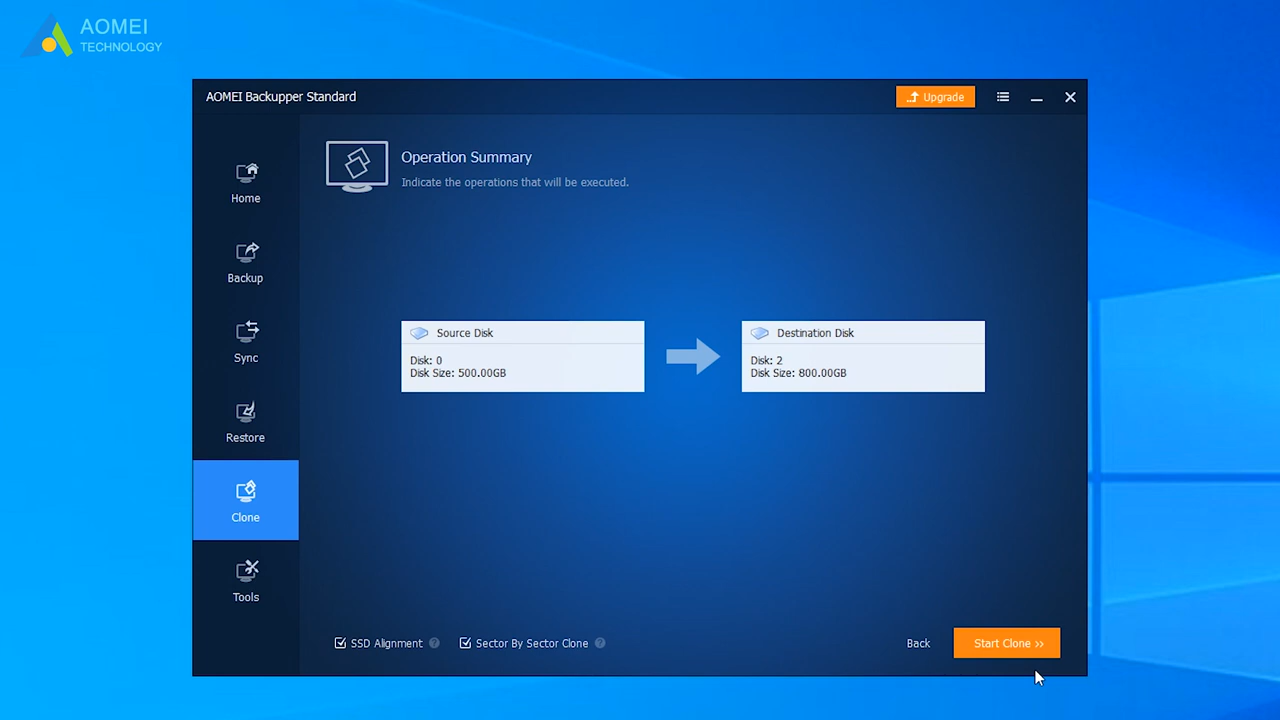 AOMEI
TECHNOLOGY
AOMEI Backupper Standard
Upgrade
Home
Backup
Sync
Restore
Clone
Tools
Operation Summary
Indicate the operations that will be executed.
Source Disk
Disk: 0
Disk Size: 500.00GB
Destination Disk
Disk: 2
Disk Size: 800.00GB
SSD Alignment ?
Sector By Sector Clone ?
Back
Start Clone >>